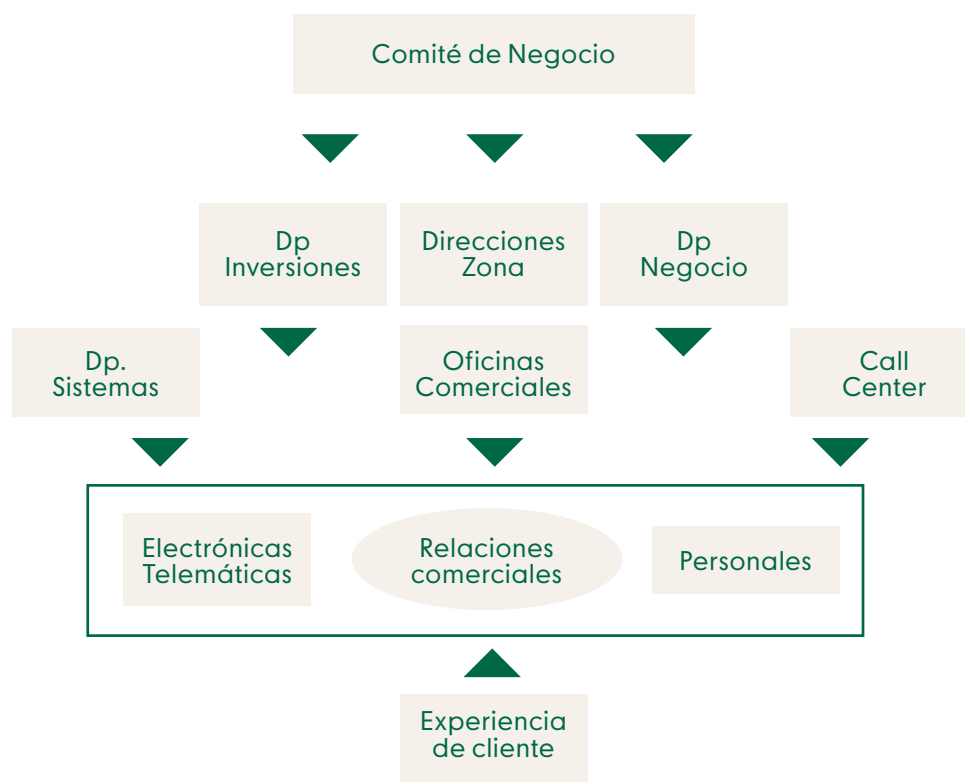 Comité de Negocio
Dp
Inversiones
Direcciones
Zona
Dp
Negocio
Dp.
Sistemas
Oficinas
Comerciales
Call
Center
Electrónicas
Telemáticas
Relaciones
comerciales
Personales
Experiencia
de cliente